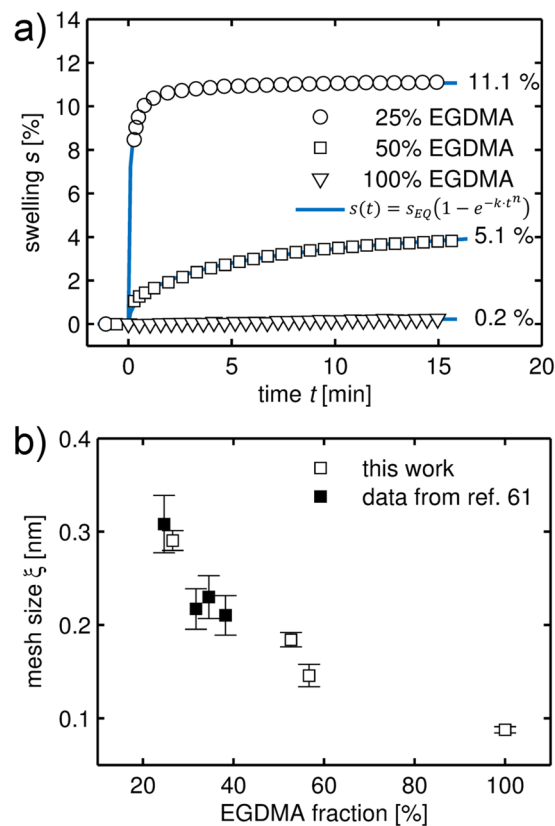 a)
14
12
10
8
6
4
2
0
swelling s [%]
11.1 %
25% EGDMA
50% EGDMA
100% EGDMA
s(t) = s_EQ(1 − e^−k·t^n)
5.1 %
0.2 %
0 5 10 15 20
time t [min]
b)
0.4
0.3
0.2
0.1
mesh size ξ [nm]
this work
data from ref. 61
20 40 60 80 100
EGDMA fraction [%]